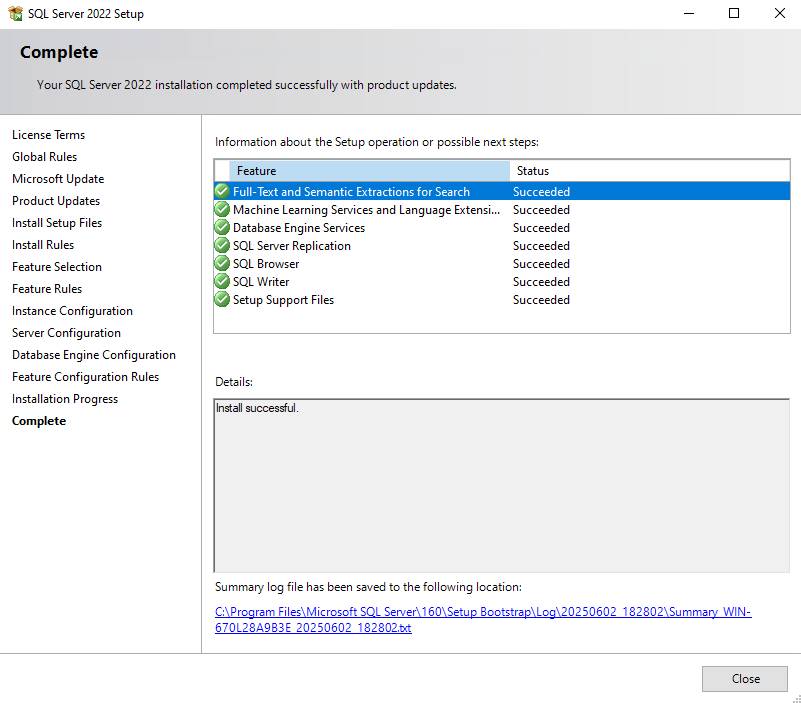 SQL Server 2022 Setup
Complete
Your SQL Server 2022 installation completed successfully with product updates.
License Terms
Global Rules
Microsoft Update
Product Updates
Install Setup Files
Install Rules
Feature Selection
Feature Rules
Instance Configuration
Server Configuration
Database Engine Configuration
Feature Configuration Rules
Installation Progress
Complete
Information about the Setup operation or possible next steps:
Feature Status
Full-Text and Semantic Extractions for Search Succeeded
Machine Learning Services and Language Extensi... Succeeded
Database Engine Services Succeeded
SQL Server Replication Succeeded
SQL Browser Succeeded
SQL Writer Succeeded
Setup Support Files Succeeded
Details:
Install successful.
Summary log file has been saved to the following location:
C:\Program Files\Microsoft SQL Server\160\Setup Bootstrap\Log\20250602_182802\Summary_WIN-
670L28A9B3E_20250602_182802.txt
Close